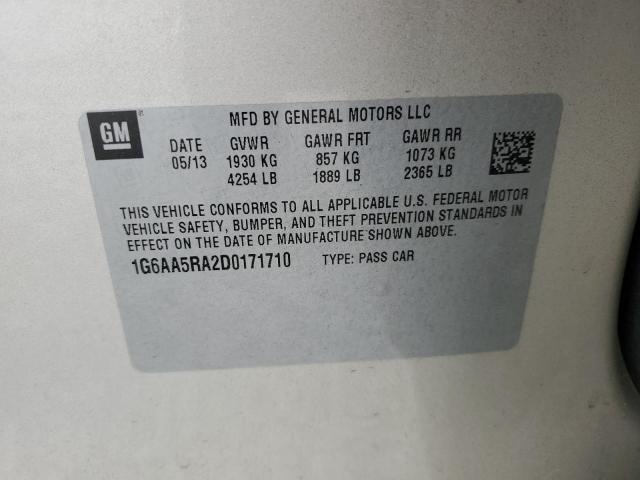 GM
MFD BY GENERAL MOTORS LLC
DATE GVWR GAWR FRT GAWR RR
05/13 1930 KG 857 KG 1073 KG
4254 LB 1889 LB 2365 LB
THIS VEHICLE CONFORMS TO ALL APPLICABLE U.S. FEDERAL MOTOR
VEHICLE SAFETY, BUMPER, AND THEFT PREVENTION STANDARDS IN
EFFECT ON THE DATE OF MANUFACTURE SHOWN ABOVE.
1G6AA5RA2D0171710 TYPE: PASS CAR